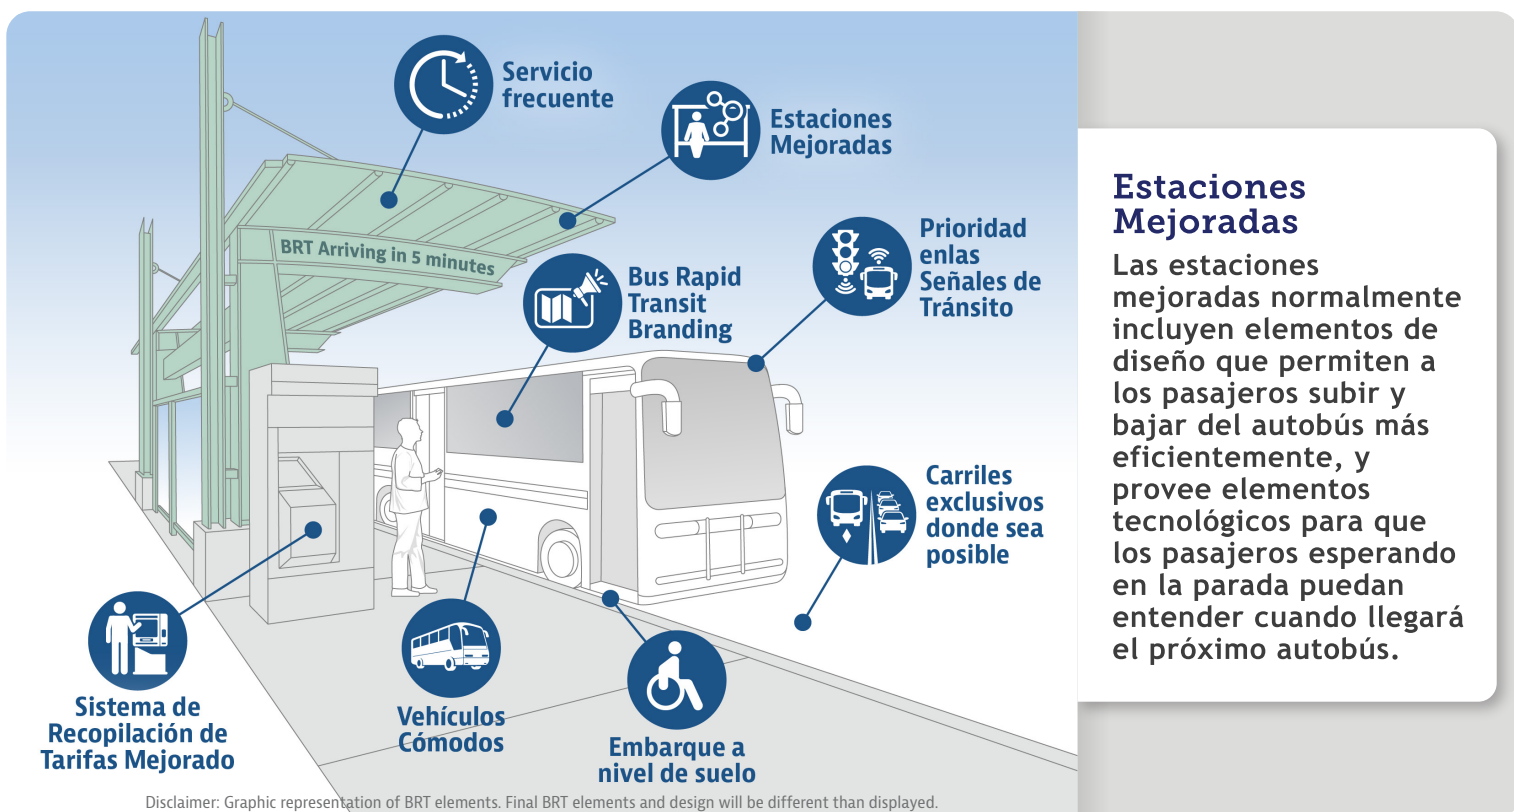 Servicio
frecuente
Estaciones
Mejoradas
BRT Arriving in 5 minutes
Bus Rapid
Transit
Branding
Prioridad
enlas
Señales de
Tránsito
Carriles
exclusivos
donde sea
posible
Sistema de
Recopilación de
Tarifas Mejorado
Vehículos
Cómodos
Embarque a
nivel de suelo
Disclaimer: Graphic representation of BRT elements. Final BRT elements and design will be different than displayed.
Estaciones
Mejoradas
Las estaciones
mejoradas normalmente
incluyen elementos de
diseño que permiten a
los pasajeros subir y
bajar del autobús más
eficientemente, y
provee elementos
tecnológicos para que
los pasajeros esperando
en la parada puedan
entender cuando llegará
el próximo autobús.